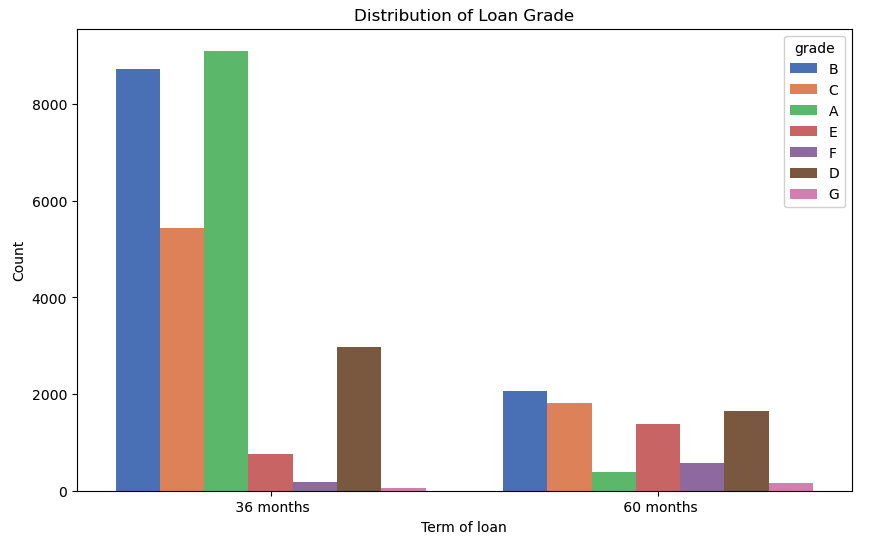 Distribution of Loan Grade
grade
B
C
A
E
F
D
G
8000
6000
4000
2000
0
Count
36 months
60 months
Term of loan